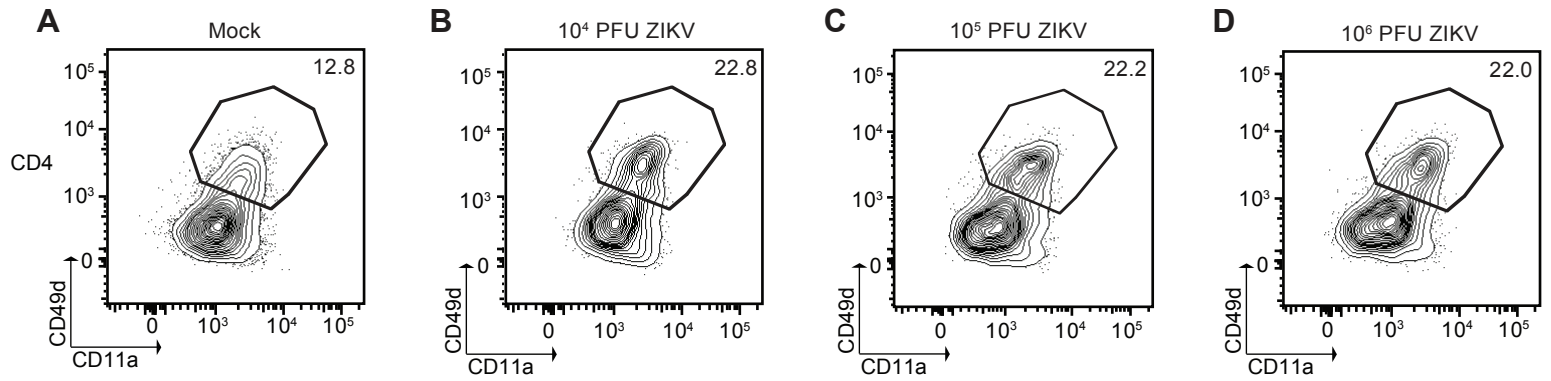 A
Mock
12.8
10⁵
10⁴
10³
0
CD4
CD49d
CD11a
0
10³
10⁴
10⁵
B
10⁴ PFU ZIKV
22.8
10⁵
10⁴
10³
0
CD49d
CD11a
0
10³
10⁴
10⁵
C
10⁵ PFU ZIKV
22.2
10⁵
10⁴
10³
0
CD49d
CD11a
0
10³
10⁴
10⁵
D
10⁶ PFU ZIKV
22.0
10⁵
10⁴
10³
0
CD49d
CD11a
0
10³
10⁴
10⁵